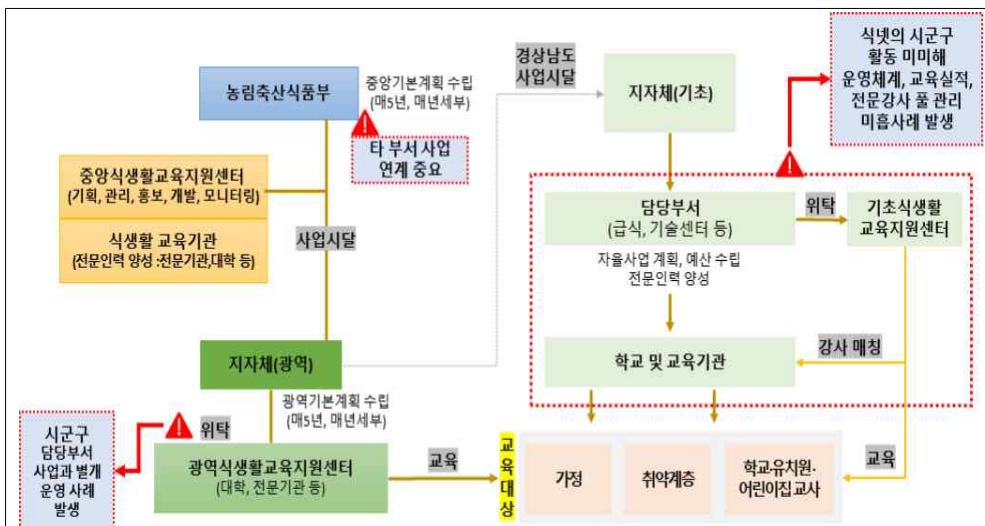 농림축산식품부
중앙기본계획 수립
(매5년, 매년세부)
타 부서 사업
연계 중요
중앙식생활교육지원센터
(기획, 관리, 홍보, 개발, 모니터링)
식생활 교육기관
(전문인력 양성 :전문기관,대학 등)
사업시달
지자체(광역)
광역기본계획 수립
(매5년, 매년세부)
위탁
시군구
담당부서
사업과 별개
운영 사례
발생
광역식생활교육지원센터
(대학, 전문기관 등)
교육
경상남도
사업시달
지자체(기초)
식넷의 시군구
활동 미미해
운영체계, 교육실적,
전문강사 풀 관리
미흡사례 발생
담당부서
(급식, 기술센터 등)
위탁
기초식생활
교육지원센터
자율사업 계획, 예산 수립
전문인력 양성
학교 및 교육기관
강사 매칭
교육대상
가정
취약계층
학교·유치원·
어린이집 교사
교육